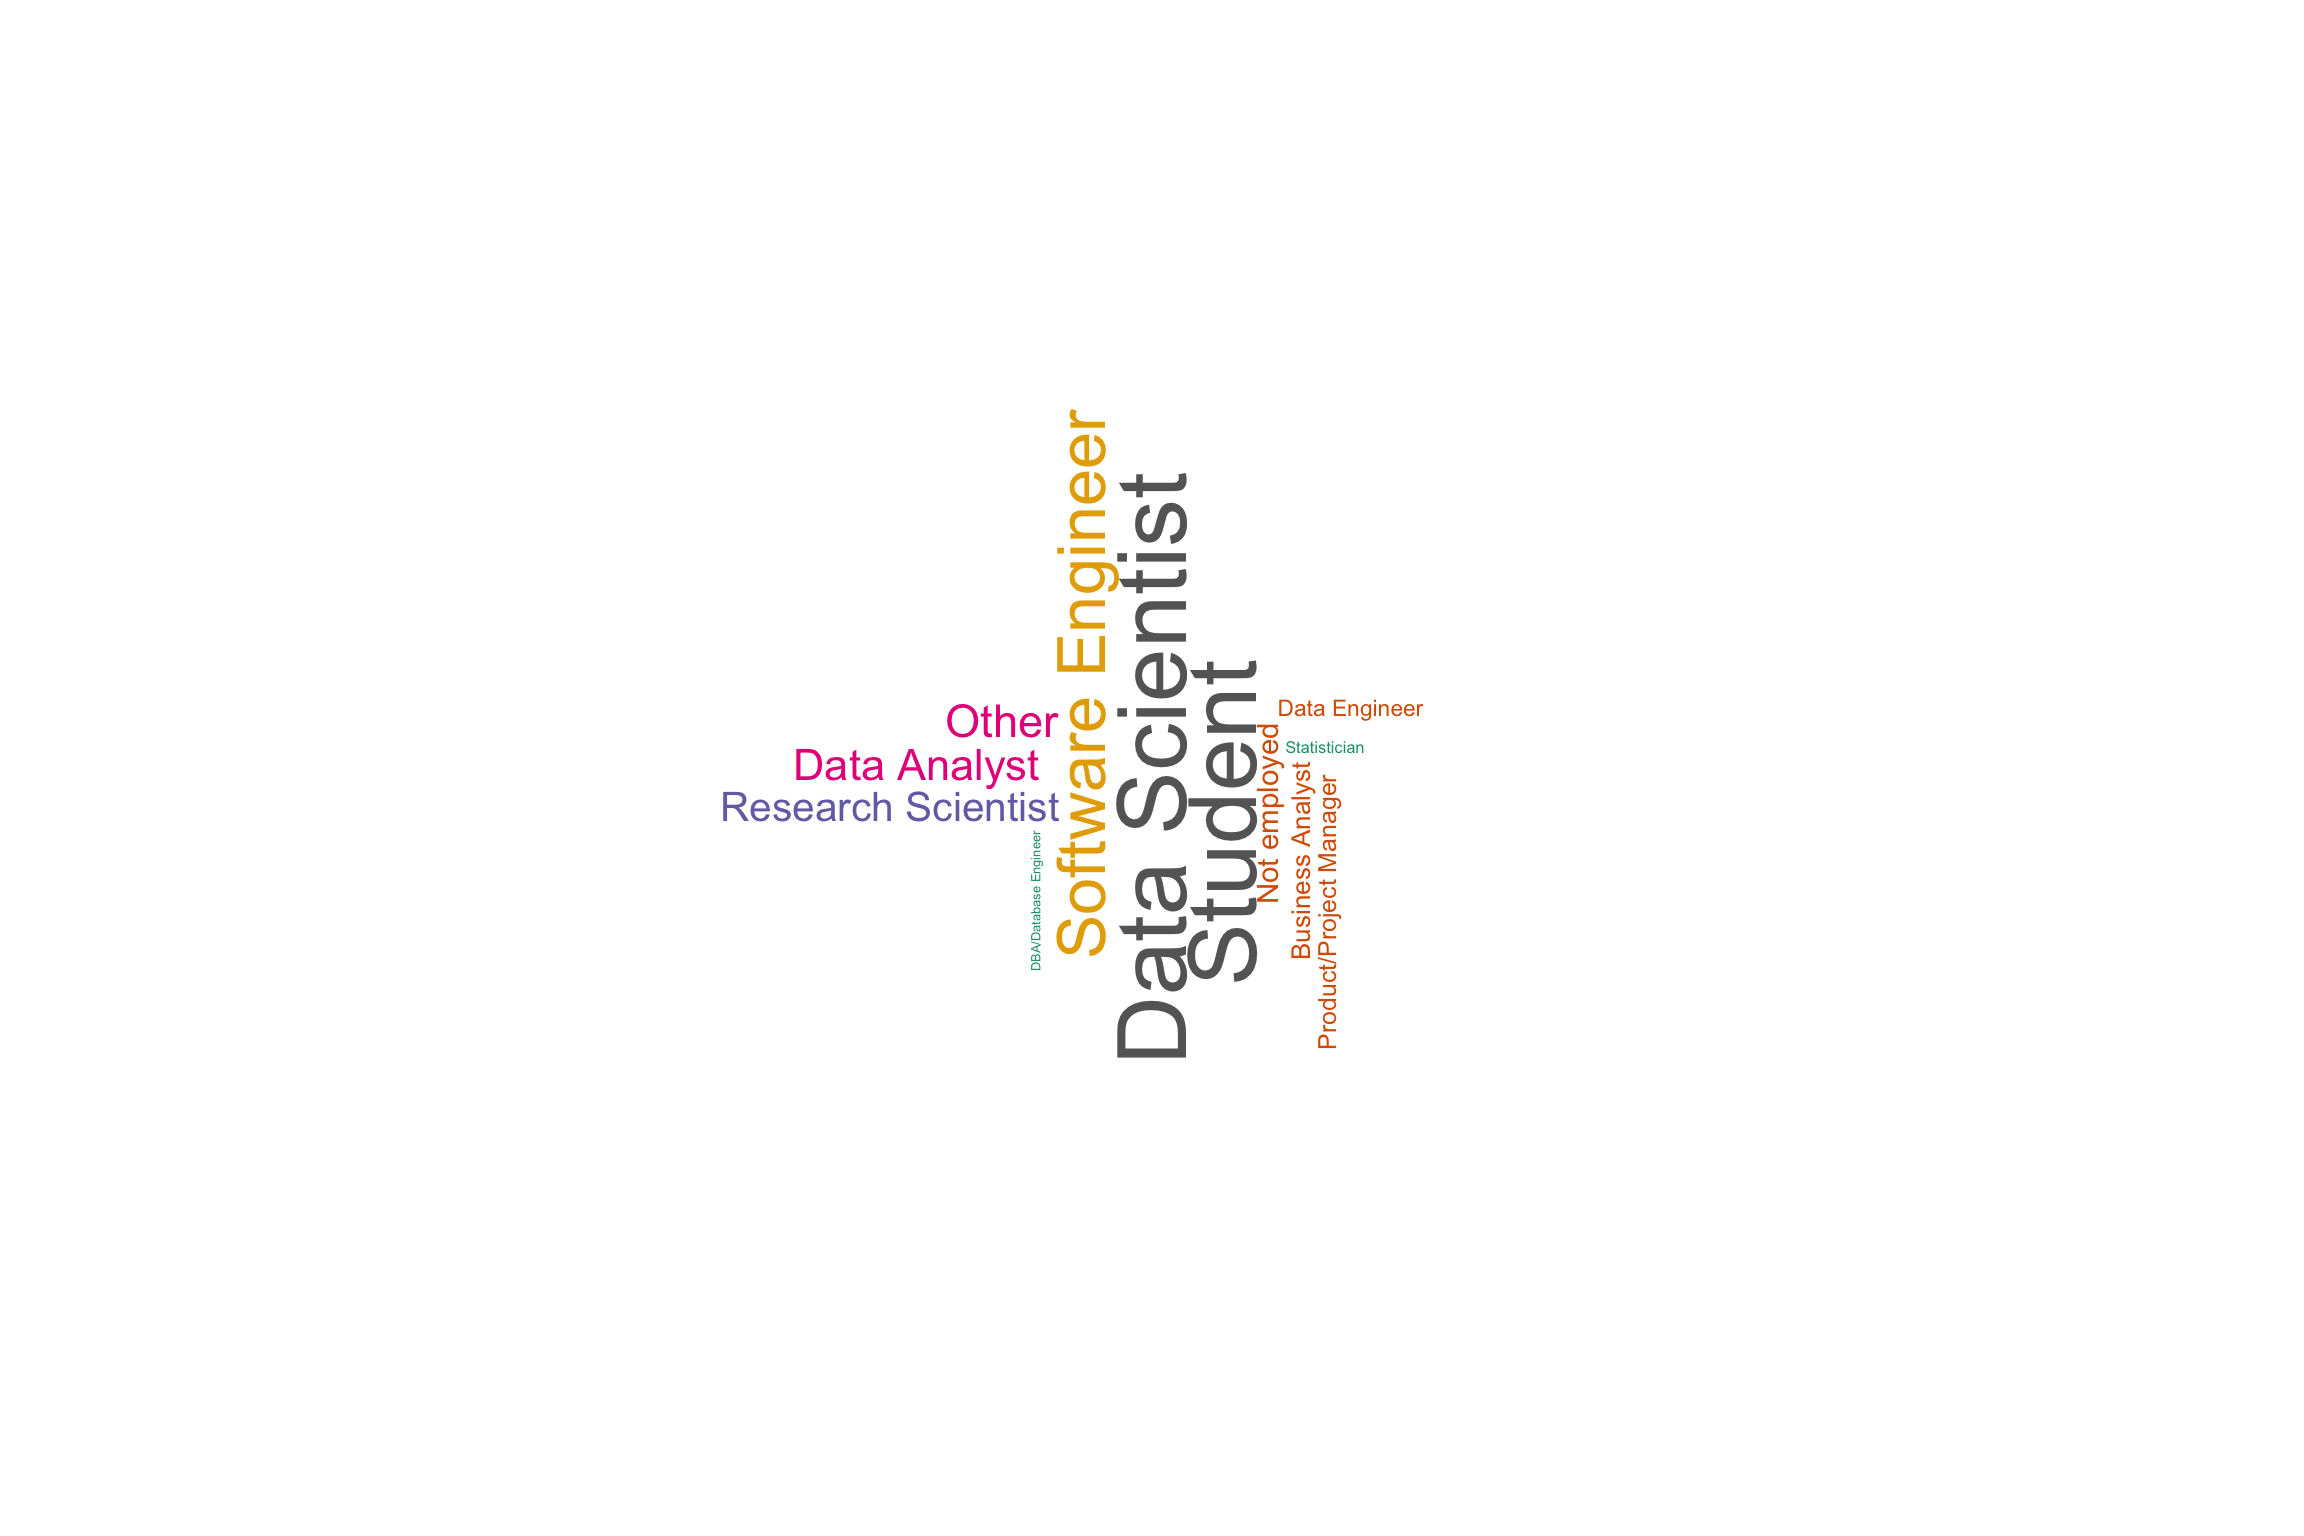 Other
Data Analyst
Research Scientist
DBA/Database Engineer
Software Engineer
Data Scientist
Student
Not employed
Data Engineer
Statistician
Business Analyst
Product/Project Manager